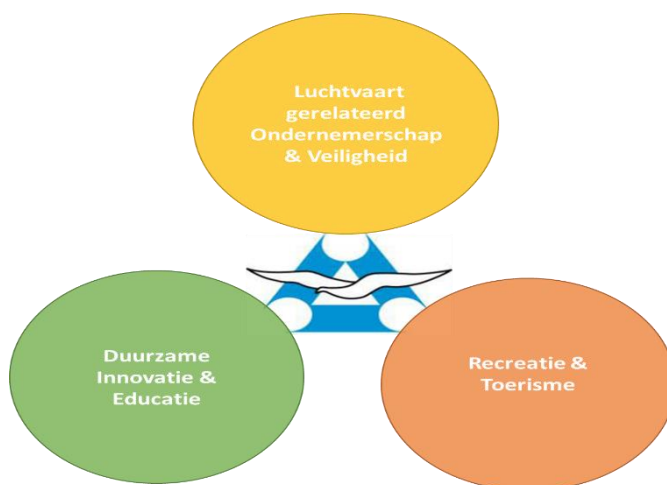 Luchtvaart
gerelateerd
Ondernemerschap
& Veiligheid
Duurzame
Innovatie &
Educatie
Recreatie &
Toerisme